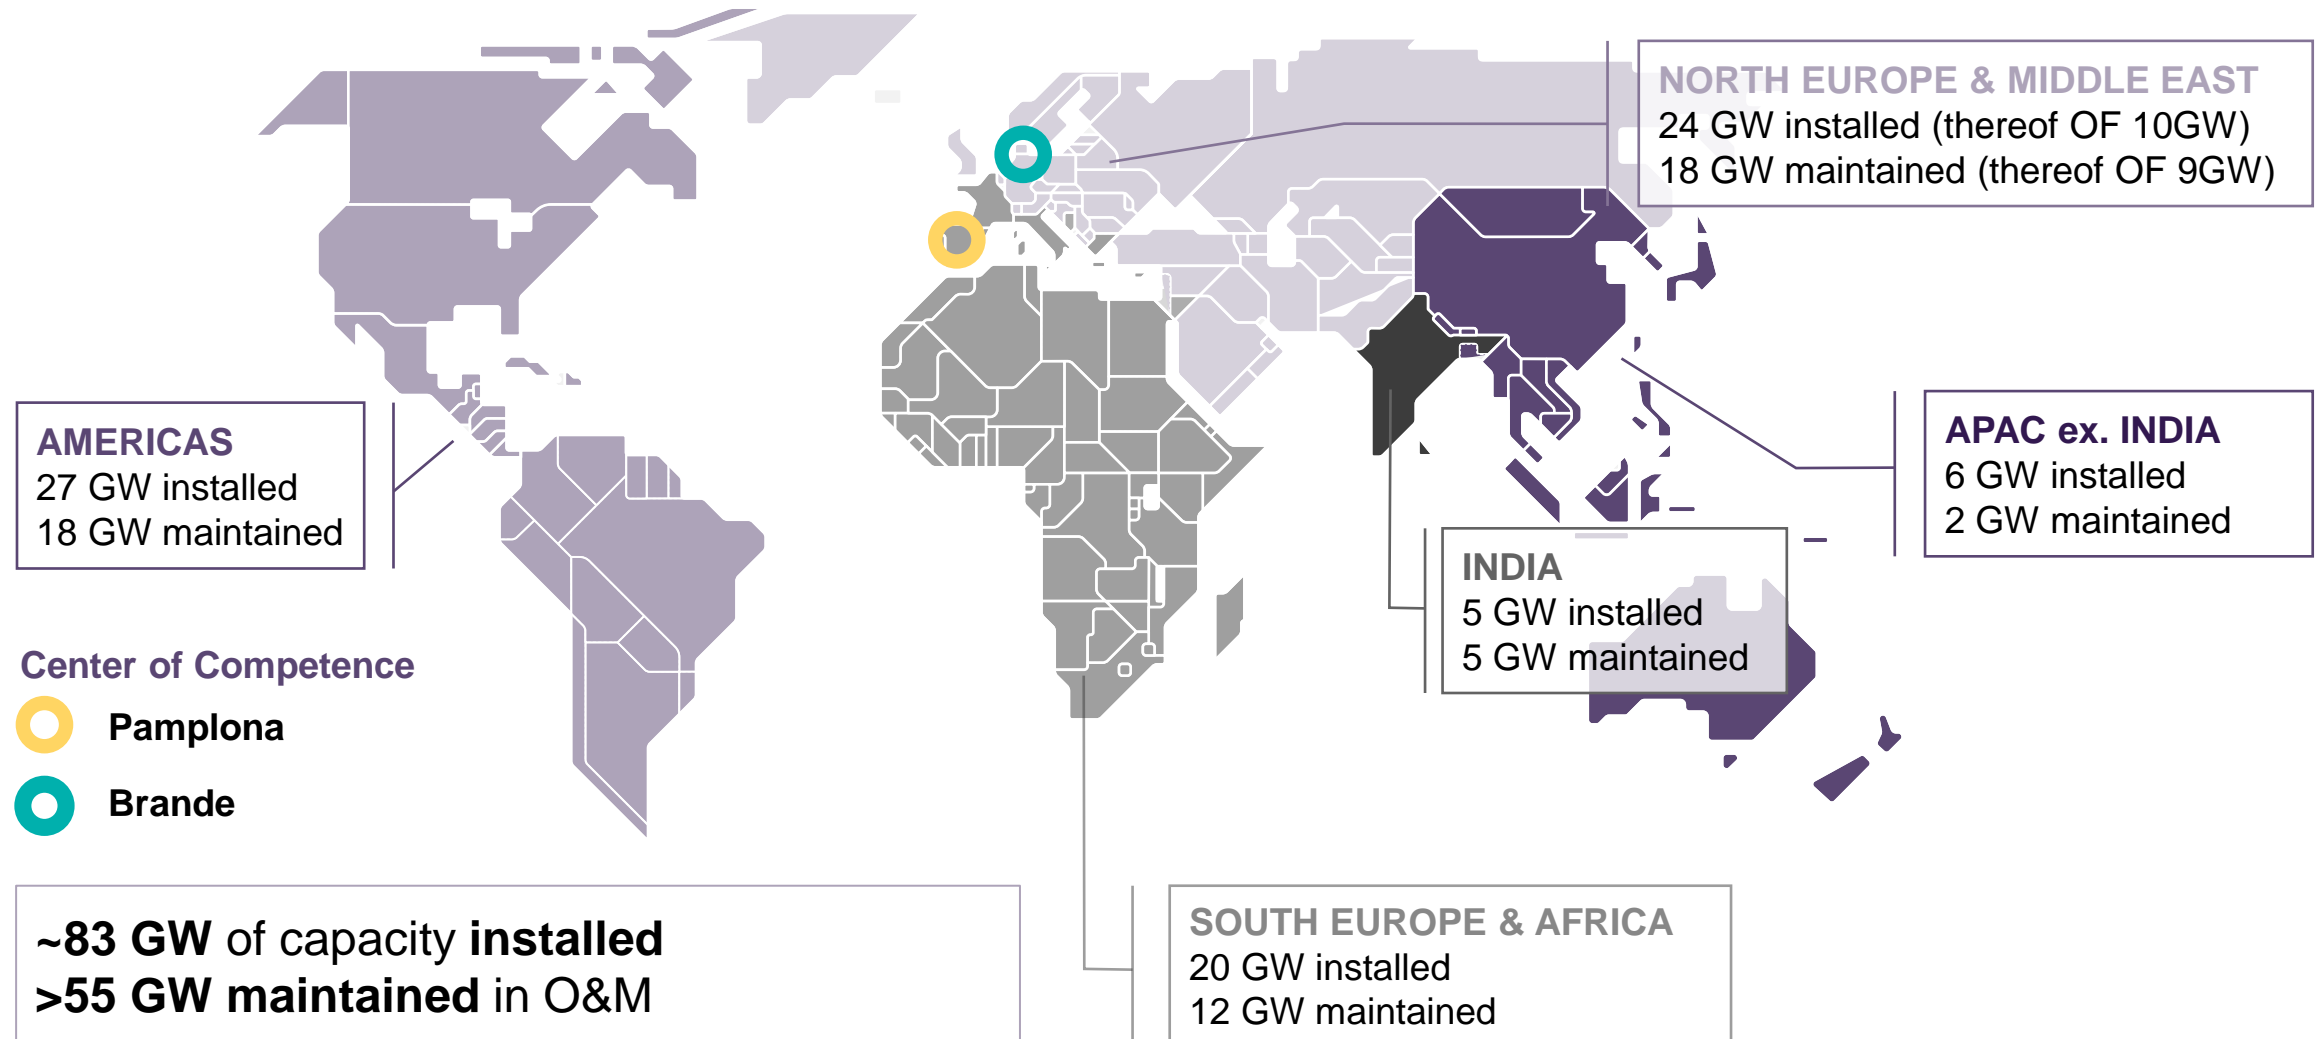 NORTH EUROPE & MIDDLE EAST
24 GW installed (thereof OF 10GW)
18 GW maintained (thereof OF 9GW)
AMERICAS
27 GW installed
18 GW maintained
APAC ex. INDIA
6 GW installed
2 GW maintained
INDIA
5 GW installed
5 GW maintained
Center of Competence
Pamplona
Brande
~83 GW of capacity installed
>55 GW maintained in O&M
SOUTH EUROPE & AFRICA
20 GW installed
12 GW maintained